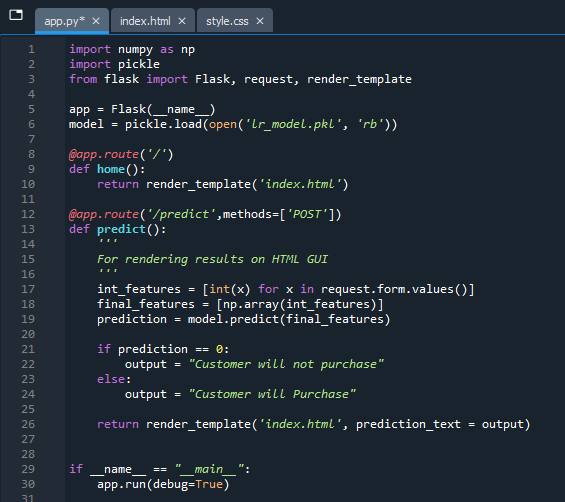 app.py* × index.html × style.css ×
1 import numpy as np
2 import pickle
3 from flask import Flask, request, render_template
4
5 app = Flask(__name__)
6 model = pickle.load(open('lr_model.pkl', 'rb'))
7
8 @app.route('/')
9 def home():
10     return render_template('index.html')
11
12 @app.route('/predict',methods=['POST'])
13 def predict():
14     '''
15     For rendering results on HTML GUI
16     '''
17     int_features = [int(x) for x in request.form.values()]
18     final_features = [np.array(int_features)]
19     prediction = model.predict(final_features)
20
21     if prediction == 0:
22         output = "Customer will not purchase"
23     else:
24         output = "Customer will Purchase"
25
26     return render_template('index.html', prediction_text = output)
27
28
29 if __name__ == "__main__":
30     app.run(debug=True)
31